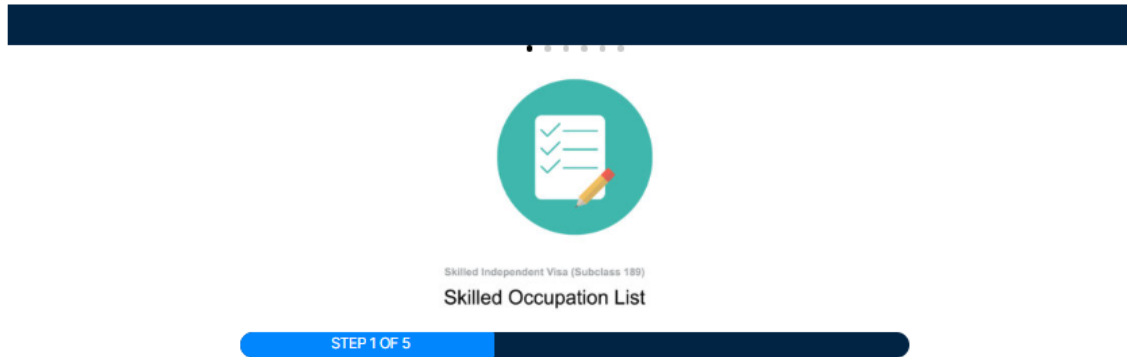 Skilled Independent Visa (Subclass 189)
Skilled Occupation List
STEP 1 OF 5